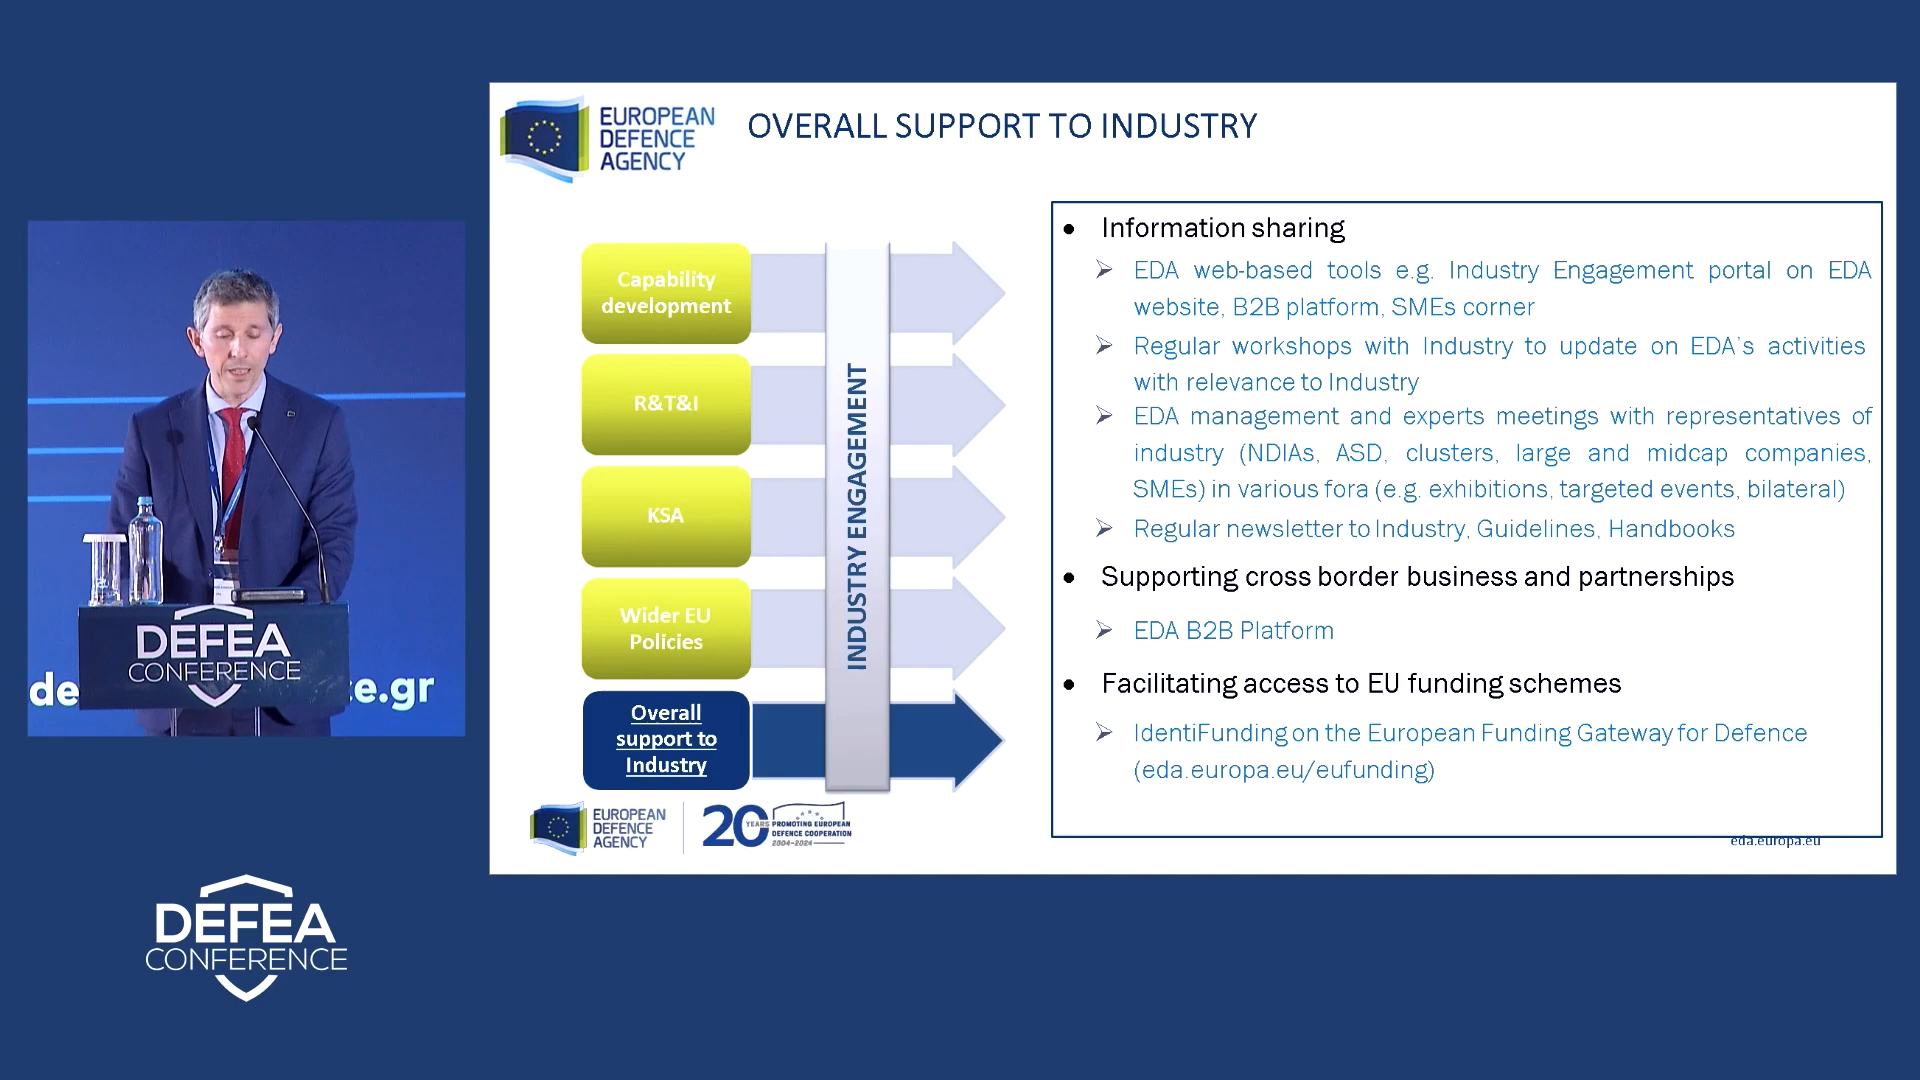 EUROPEAN
DEFENCE
AGENCY
OVERALL SUPPORT TO INDUSTRY
Capability
development
R&T&I
KSA
Wider EU
Policies
Overall
support to
Industry
INDUSTRY ENGAGEMENT
• Information sharing
EDA web-based tools e.g. Industry Engagement portal on EDA
website, B2B platform, SMEs corner
Regular workshops with Industry to update on EDA's activities
with relevance to Industry
EDA management and experts meetings with representatives of
industry (NDIAs, ASD, clusters, large and midcap companies,
SMEs) in various fora (e.g. exhibitions, targeted events, bilateral)
Regular newsletter to Industry, Guidelines, Handbooks
• Supporting cross border business and partnerships
EDA B2B Platform
• Facilitating access to EU funding schemes
IdentiFunding on the European Funding Gateway for Defence
(eda.europa.eu/eufunding)
EUROPEAN
DEFENCE
AGENCY
20 YEARS PROMOTING EUROPEAN
DEFENCE COOPERATION
2004-2024
eda.europa.eu
DEFEA
CONFERENCE
de
ce.gr
DEFEA
CONFERENCE